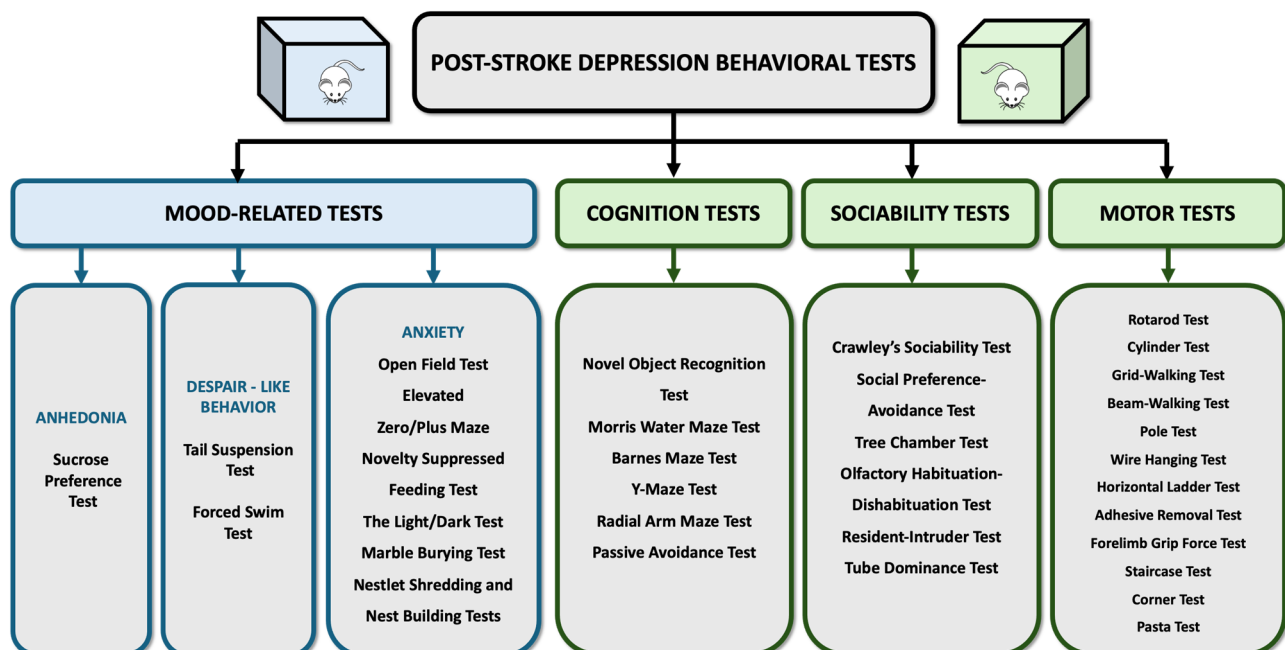 POST-STROKE DEPRESSION BEHAVIORAL TESTS
MOOD-RELATED TESTS
COGNITION TESTS
SOCIABILITY TESTS
MOTOR TESTS
ANHEDONIA
Sucrose
Preference
Test
DESPAIR - LIKE
BEHAVIOR
Tail Suspension
Test
Forced Swim
Test
ANXIETY
Open Field Test
Elevated
Zero/Plus Maze
Novelty Suppressed
Feeding Test
The Light/Dark Test
Marble Burying Test
Nestlet Shredding and
Nest Building Tests
Novel Object Recognition
Test
Morris Water Maze Test
Barnes Maze Test
Y-Maze Test
Radial Arm Maze Test
Passive Avoidance Test
Crawley's Sociability Test
Social Preference-
Avoidance Test
Tree Chamber Test
Olfactory Habituation-
Dishabituation Test
Resident-Intruder Test
Tube Dominance Test
Rotarod Test
Cylinder Test
Grid-Walking Test
Beam-Walking Test
Pole Test
Wire Hanging Test
Horizontal Ladder Test
Adhesive Removal Test
Forelimb Grip Force Test
Staircase Test
Corner Test
Pasta Test